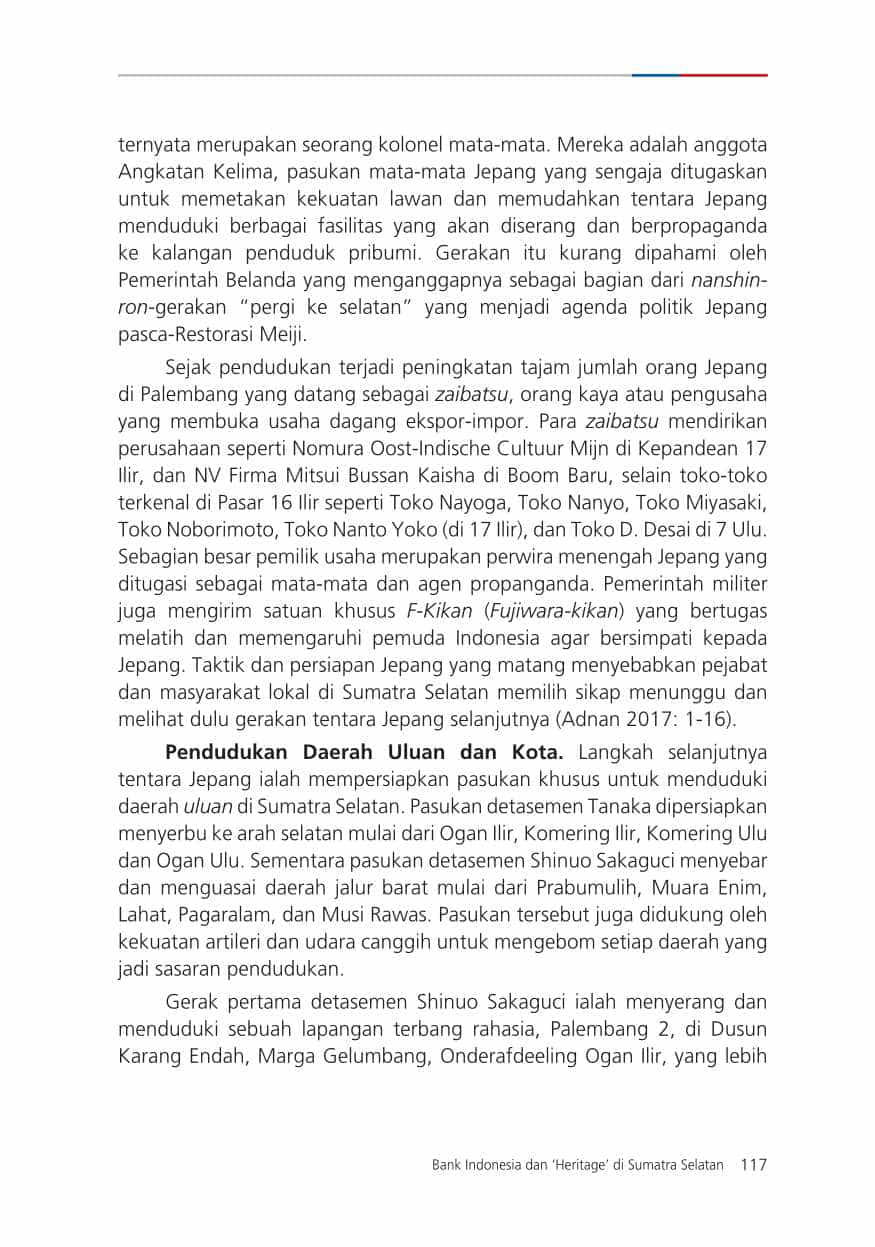 ternyata merupakan seorang kolonel mata-mata. Mereka adalah anggota
Angkatan Kelima, pasukan mata-mata Jepang yang sengaja ditugaskan
untuk memetakan kekuatan lawan dan memudahkan tentara Jepang
menduduki berbagai fasilitas yang akan diserang dan berpropaganda
ke kalangan penduduk pribumi. Gerakan itu kurang dipahami oleh
Pemerintah Belanda yang menganggapnya sebagai bagian dari nanshin-
ron-gerakan “pergi ke selatan” yang menjadi agenda politik Jepang
pasca-Restorasi Meiji.
Sejak pendudukan terjadi peningkatan tajam jumlah orang Jepang
di Palembang yang datang sebagai zaibatsu, orang kaya atau pengusaha
yang membuka usaha dagang ekspor-impor. Para zaibatsu mendirikan
perusahaan seperti Nomura Oost-Indische Cultuur Mijn di Kepandean 17
Ilir, dan NV Firma Mitsui Bussan Kaisha di Boom Baru, selain toko-toko
terkenal di Pasar 16 Ilir seperti Toko Nayoga, Toko Nanyo, Toko Miyasaki,
Toko Noborimoto, Toko Nanto Yoko (di 17 Ilir), dan Toko D. Desai di 7 Ulu.
Sebagian besar pemilik usaha merupakan perwira menengah Jepang yang
ditugasi sebagai mata-mata dan agen propanganda. Pemerintah militer
juga mengirim satuan khusus F-Kikan (Fujiwara-kikan) yang bertugas
melatih dan memengaruhi pemuda Indonesia agar bersimpati kepada
Jepang. Taktik dan persiapan Jepang yang matang menyebabkan pejabat
dan masyarakat lokal di Sumatra Selatan memilih sikap menunggu dan
melihat dulu gerakan tentara Jepang selanjutnya (Adnan 2017: 1-16).
Pendudukan Daerah Uluan dan Kota. Langkah selanjutnya
tentara Jepang ialah mempersiapkan pasukan khusus untuk menduduki
daerah uluan di Sumatra Selatan. Pasukan detasemen Tanaka dipersiapkan
menyerbu ke arah selatan mulai dari Ogan Ilir, Komering Ilir, Komering Ulu
dan Ogan Ulu. Sementara pasukan detasemen Shinuo Sakaguci menyebar
dan menguasai daerah jalur barat mulai dari Prabumulih, Muara Enim,
Lahat, Pagaralam, dan Musi Rawas. Pasukan tersebut juga didukung oleh
kekuatan artileri dan udara canggih untuk mengebom setiap daerah yang
jadi sasaran pendudukan.
Gerak pertama detasemen Shinuo Sakaguci ialah menyerang dan
menduduki sebuah lapangan terbang rahasia, Palembang 2, di Dusun
Karang Endah, Marga Gelumbang, Onderafdeeling Ogan Ilir, yang lebih
Bank Indonesia dan ‘Heritage’ di Sumatra Selatan 117